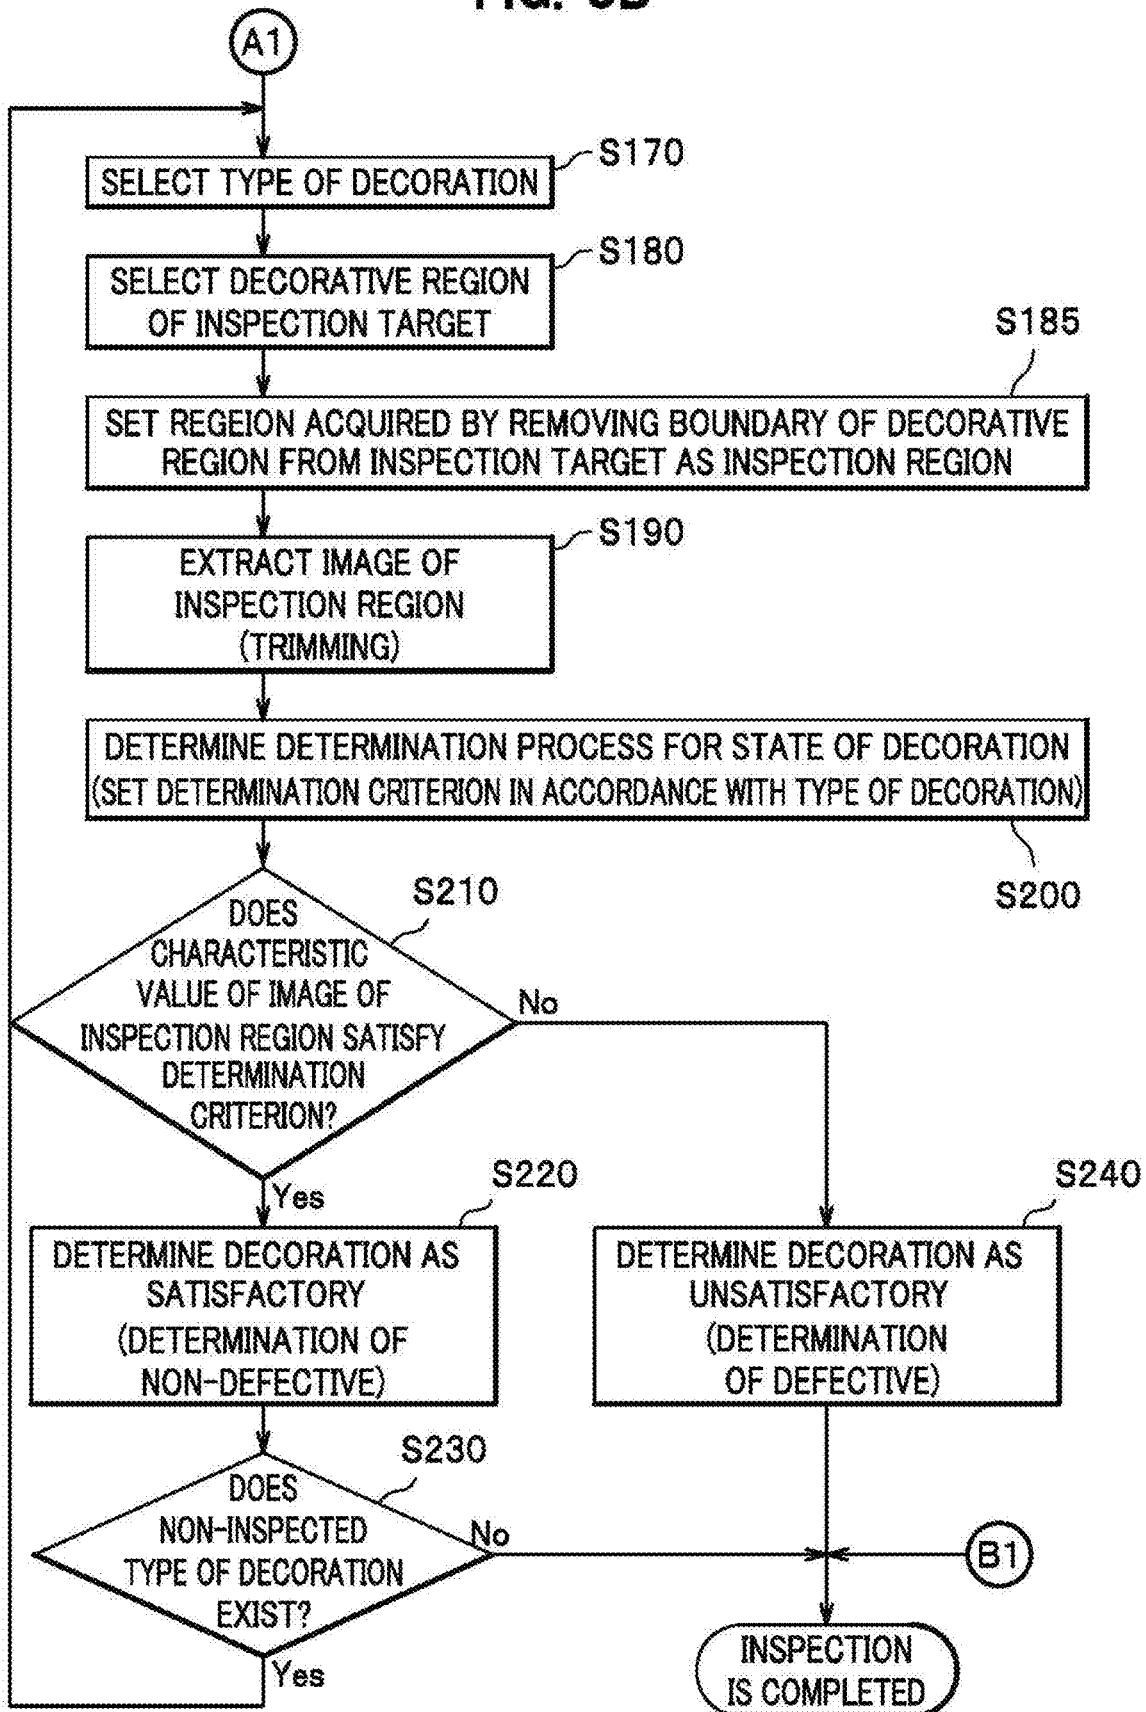 A1
S170
SELECT TYPE OF DECORATION
S180
SELECT DECORATIVE REGION
OF INSPECTION TARGET
S185
SET REGEION ACQUIRED BY REMOVING BOUNDARY OF DECORATIVE
REGION FROM INSPECTION TARGET AS INSPECTION REGION
S190
EXTRACT IMAGE OF
INSPECTION REGION
(TRIMMING)
DETERMINE DETERMINATION PROCESS FOR STATE OF DECORATION
(SET DETERMINATION CRITERION IN ACCORDANCE WITH TYPE OF DECORATION)
S200
S210
DOES
CHARACTERISTIC
VALUE OF IMAGE OF
INSPECTION REGION SATISFY
DETERMINATION
CRITERION?
No
Yes
S220
DETERMINE DECORATION AS
SATISFACTORY
(DETERMINATION OF
NON-DEFECTIVE)
S240
DETERMINE DECORATION AS
UNSATISFACTORY
(DETERMINATION
OF DEFECTIVE)
S230
DOES
NON-INSPECTED
TYPE OF DECORATION
EXIST?
No
Yes
B1
INSPECTION
IS COMPLETED